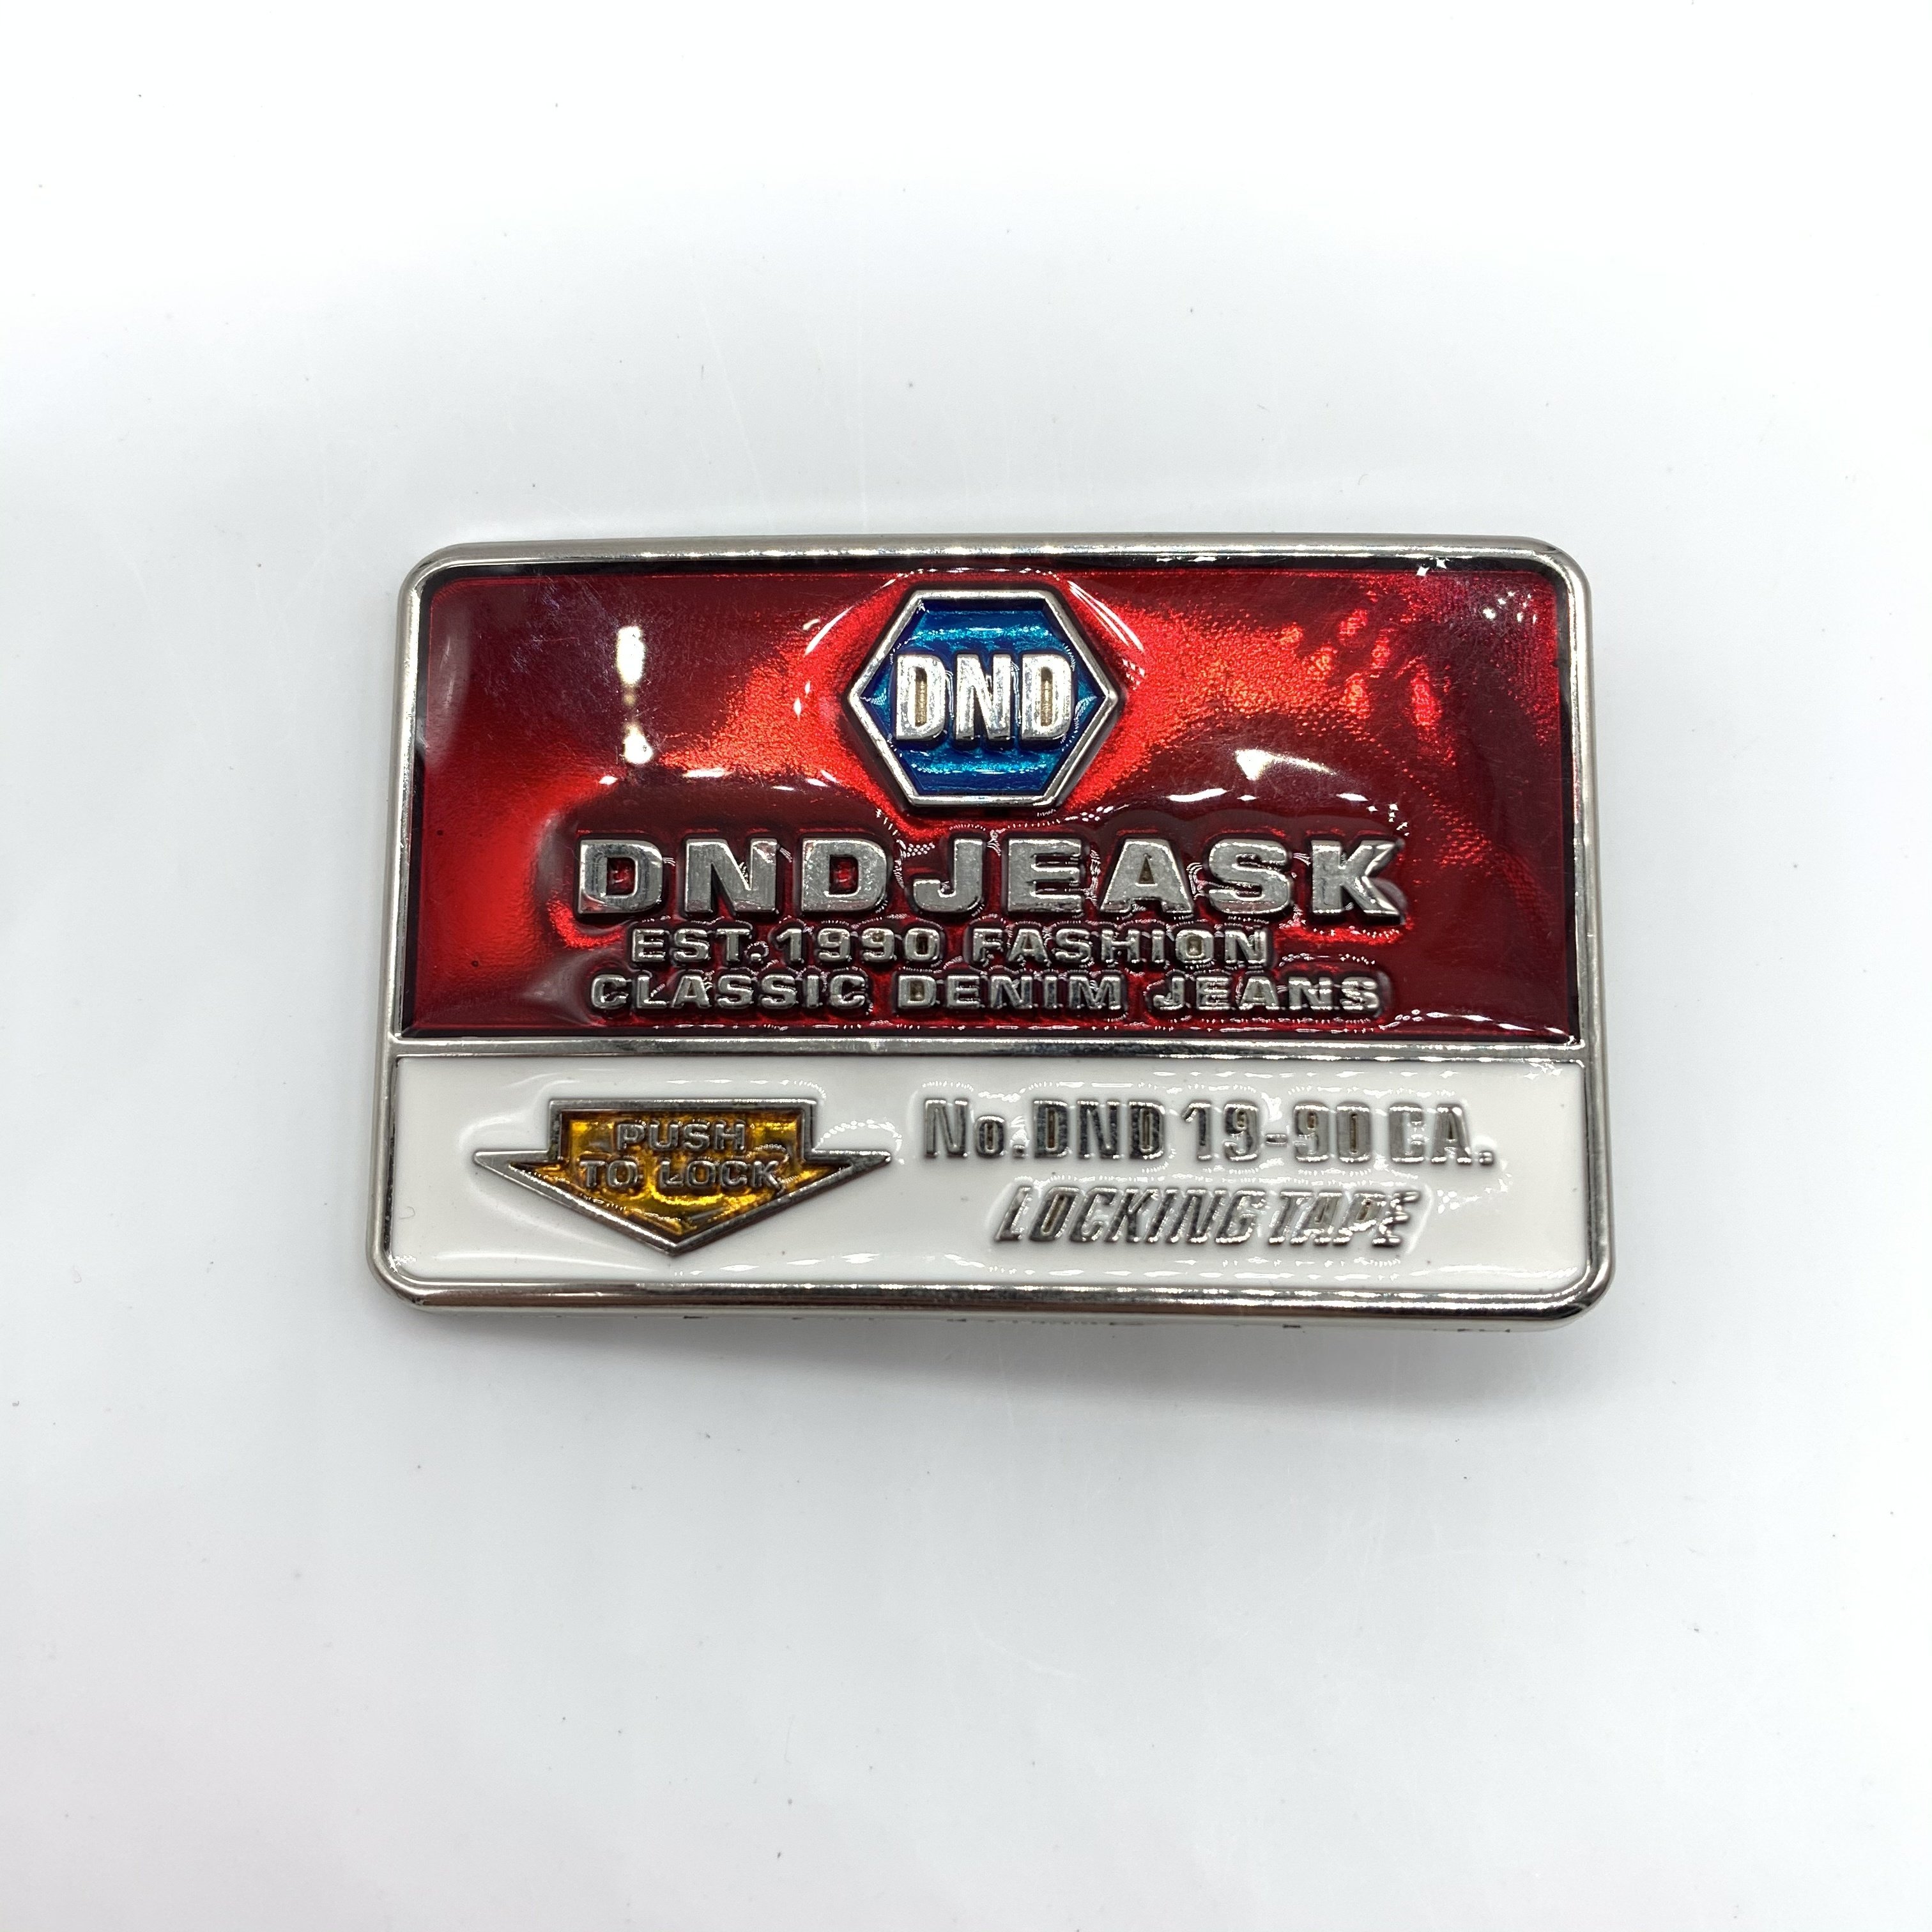 DND
DNDJEASK
EST.1990 FASHION
CLASSIC DENIM JEANS
PUSH
TO LOCK
No.DND 19-90 CA.
LOCKING TAPE